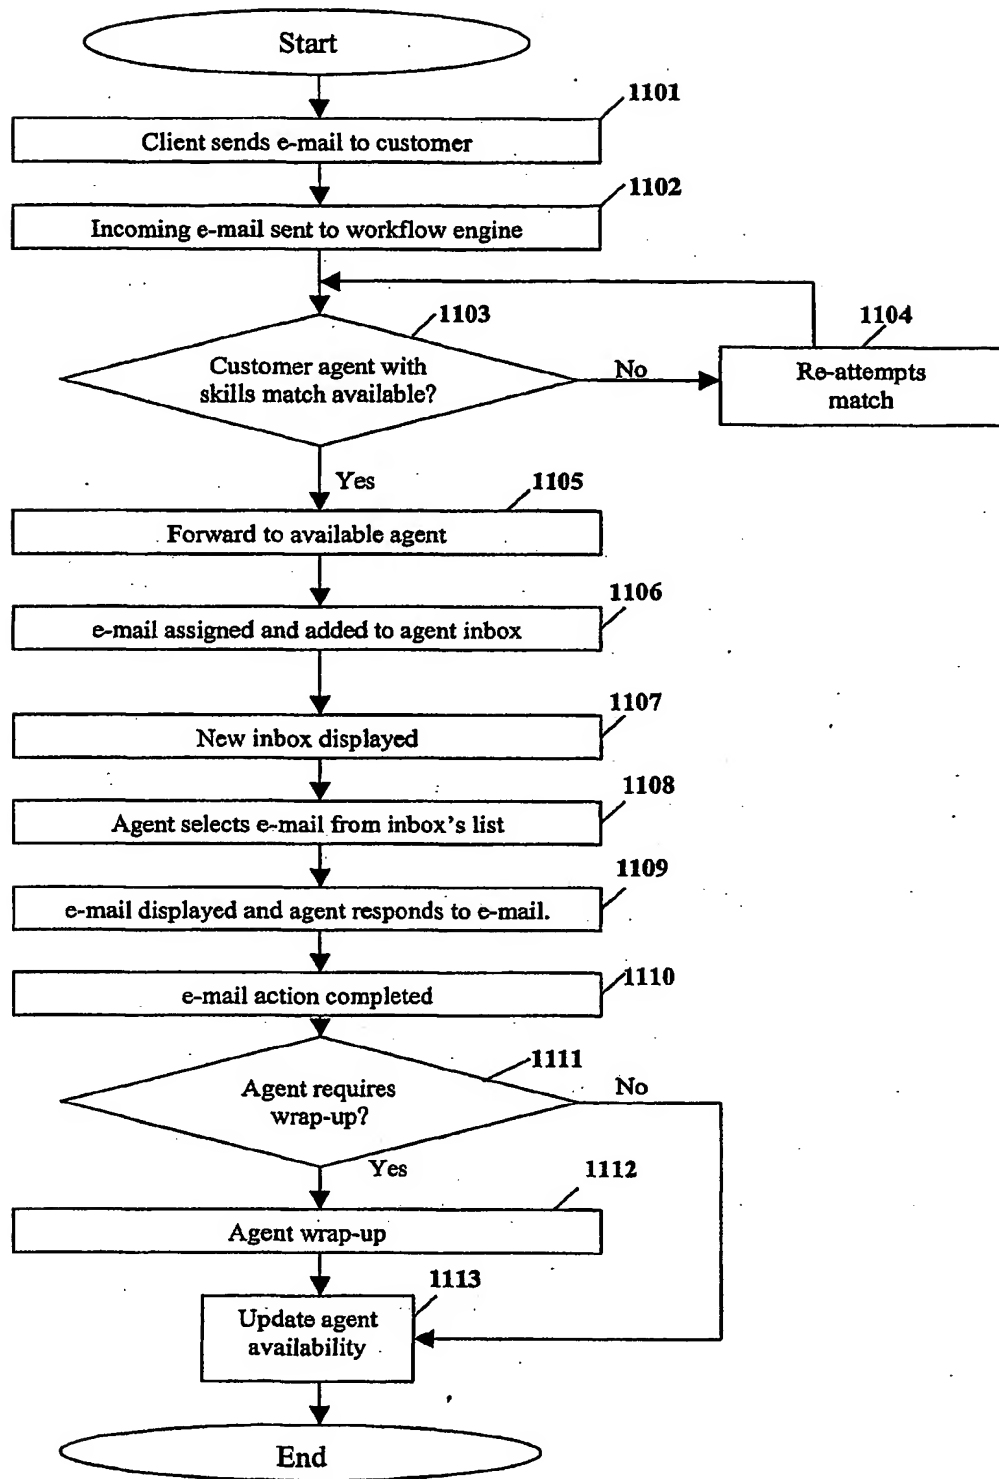 Start
1101
Client sends e-mail to customer
1102
Incoming e-mail sent to workflow engine
1103
Customer agent with
skills match available?
No
1104
Re-attempts
match
Yes
1105
Forward to available agent
1106
e-mail assigned and added to agent inbox
1107
New inbox displayed
1108
Agent selects e-mail from inbox's list
1109
e-mail displayed and agent responds to e-mail.
1110
e-mail action completed
1111
Agent requires
wrap-up?
No
Yes
1112
Agent wrap-up
1113
Update agent
availability
End